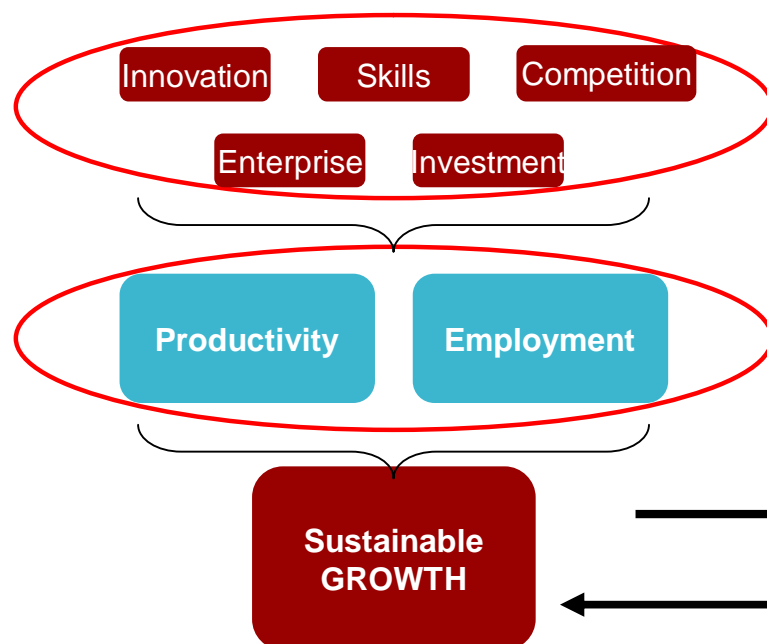 Innovation Skills Competition
Enterprise Investment
Productivity Employment
Sustainable
GROWTH